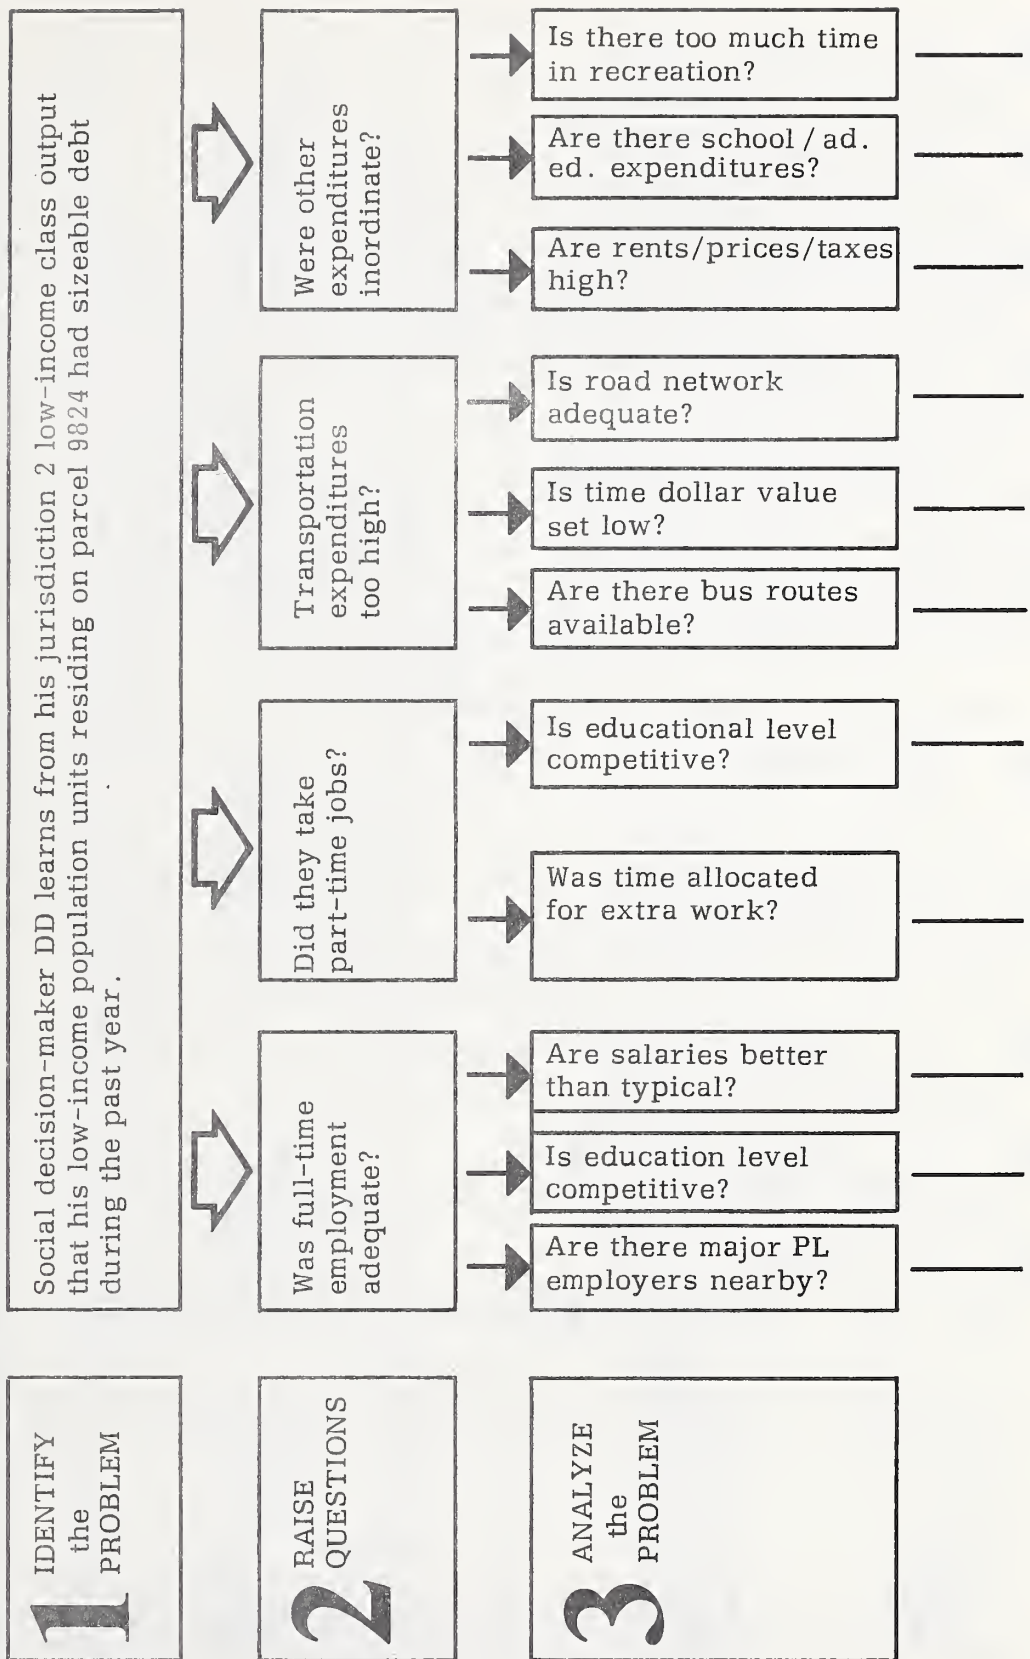 1 IDENTIFY
the
PROBLEM
Social decision-maker DD learns from his jurisdiction 2 low-income class output
that his low-income population units residing on parcel 9824 had sizeable debt
during the past year.
2 RAISE
QUESTIONS
Was full-time
employment
adequate?
Did they take
part-time jobs?
Transportation
expenditures
too high?
Were other
expenditures
inordinate?
3 ANALYZE
the
PROBLEM
Are there major PL
employers nearby?
Is education level
competitive?
Are salaries better
than typical?
Was time allocated
for extra work?
Is educational level
competitive?
Are there bus routes
available?
Is time dollar value
set low?
Is road network
adequate?
Are rents/prices/taxes
high?
Are there school / ad.
ed. expenditures?
Is there too much time
in recreation?